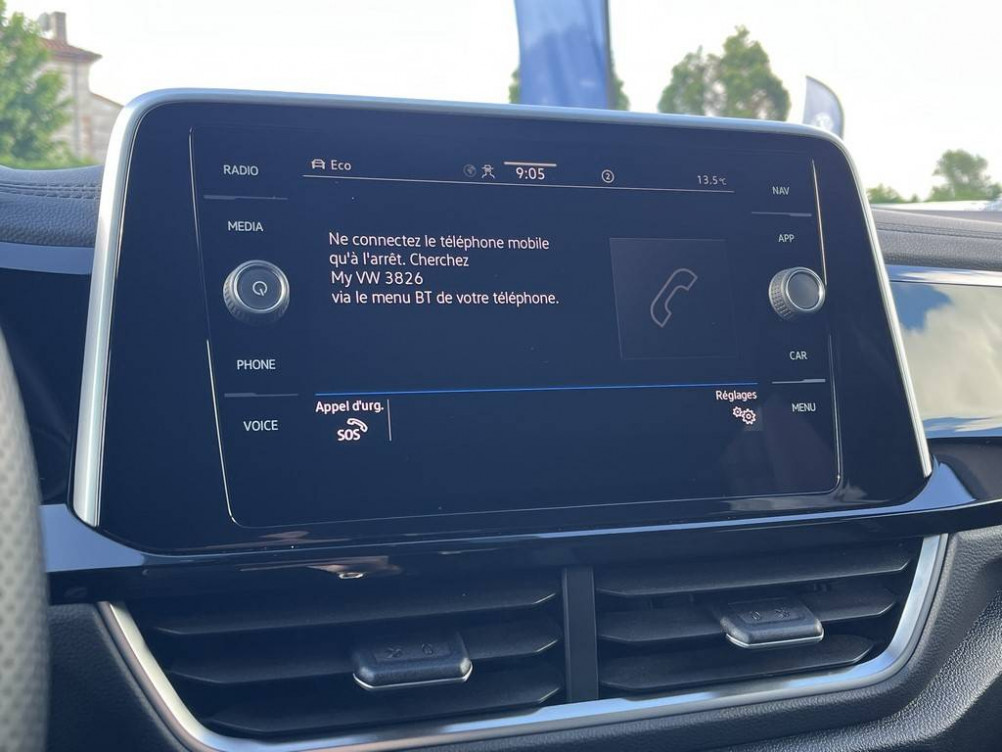 RADIO
MEDIA
PHONE
VOICE
Eco
9:05
2
13.5°C
Ne connectez le téléphone mobile
qu'à l'arrêt. Cherchez
My VW 3826
via le menu BT de votre téléphone.
Appel d'urg.
SOS
Réglages
NAV
APP
CAR
MENU